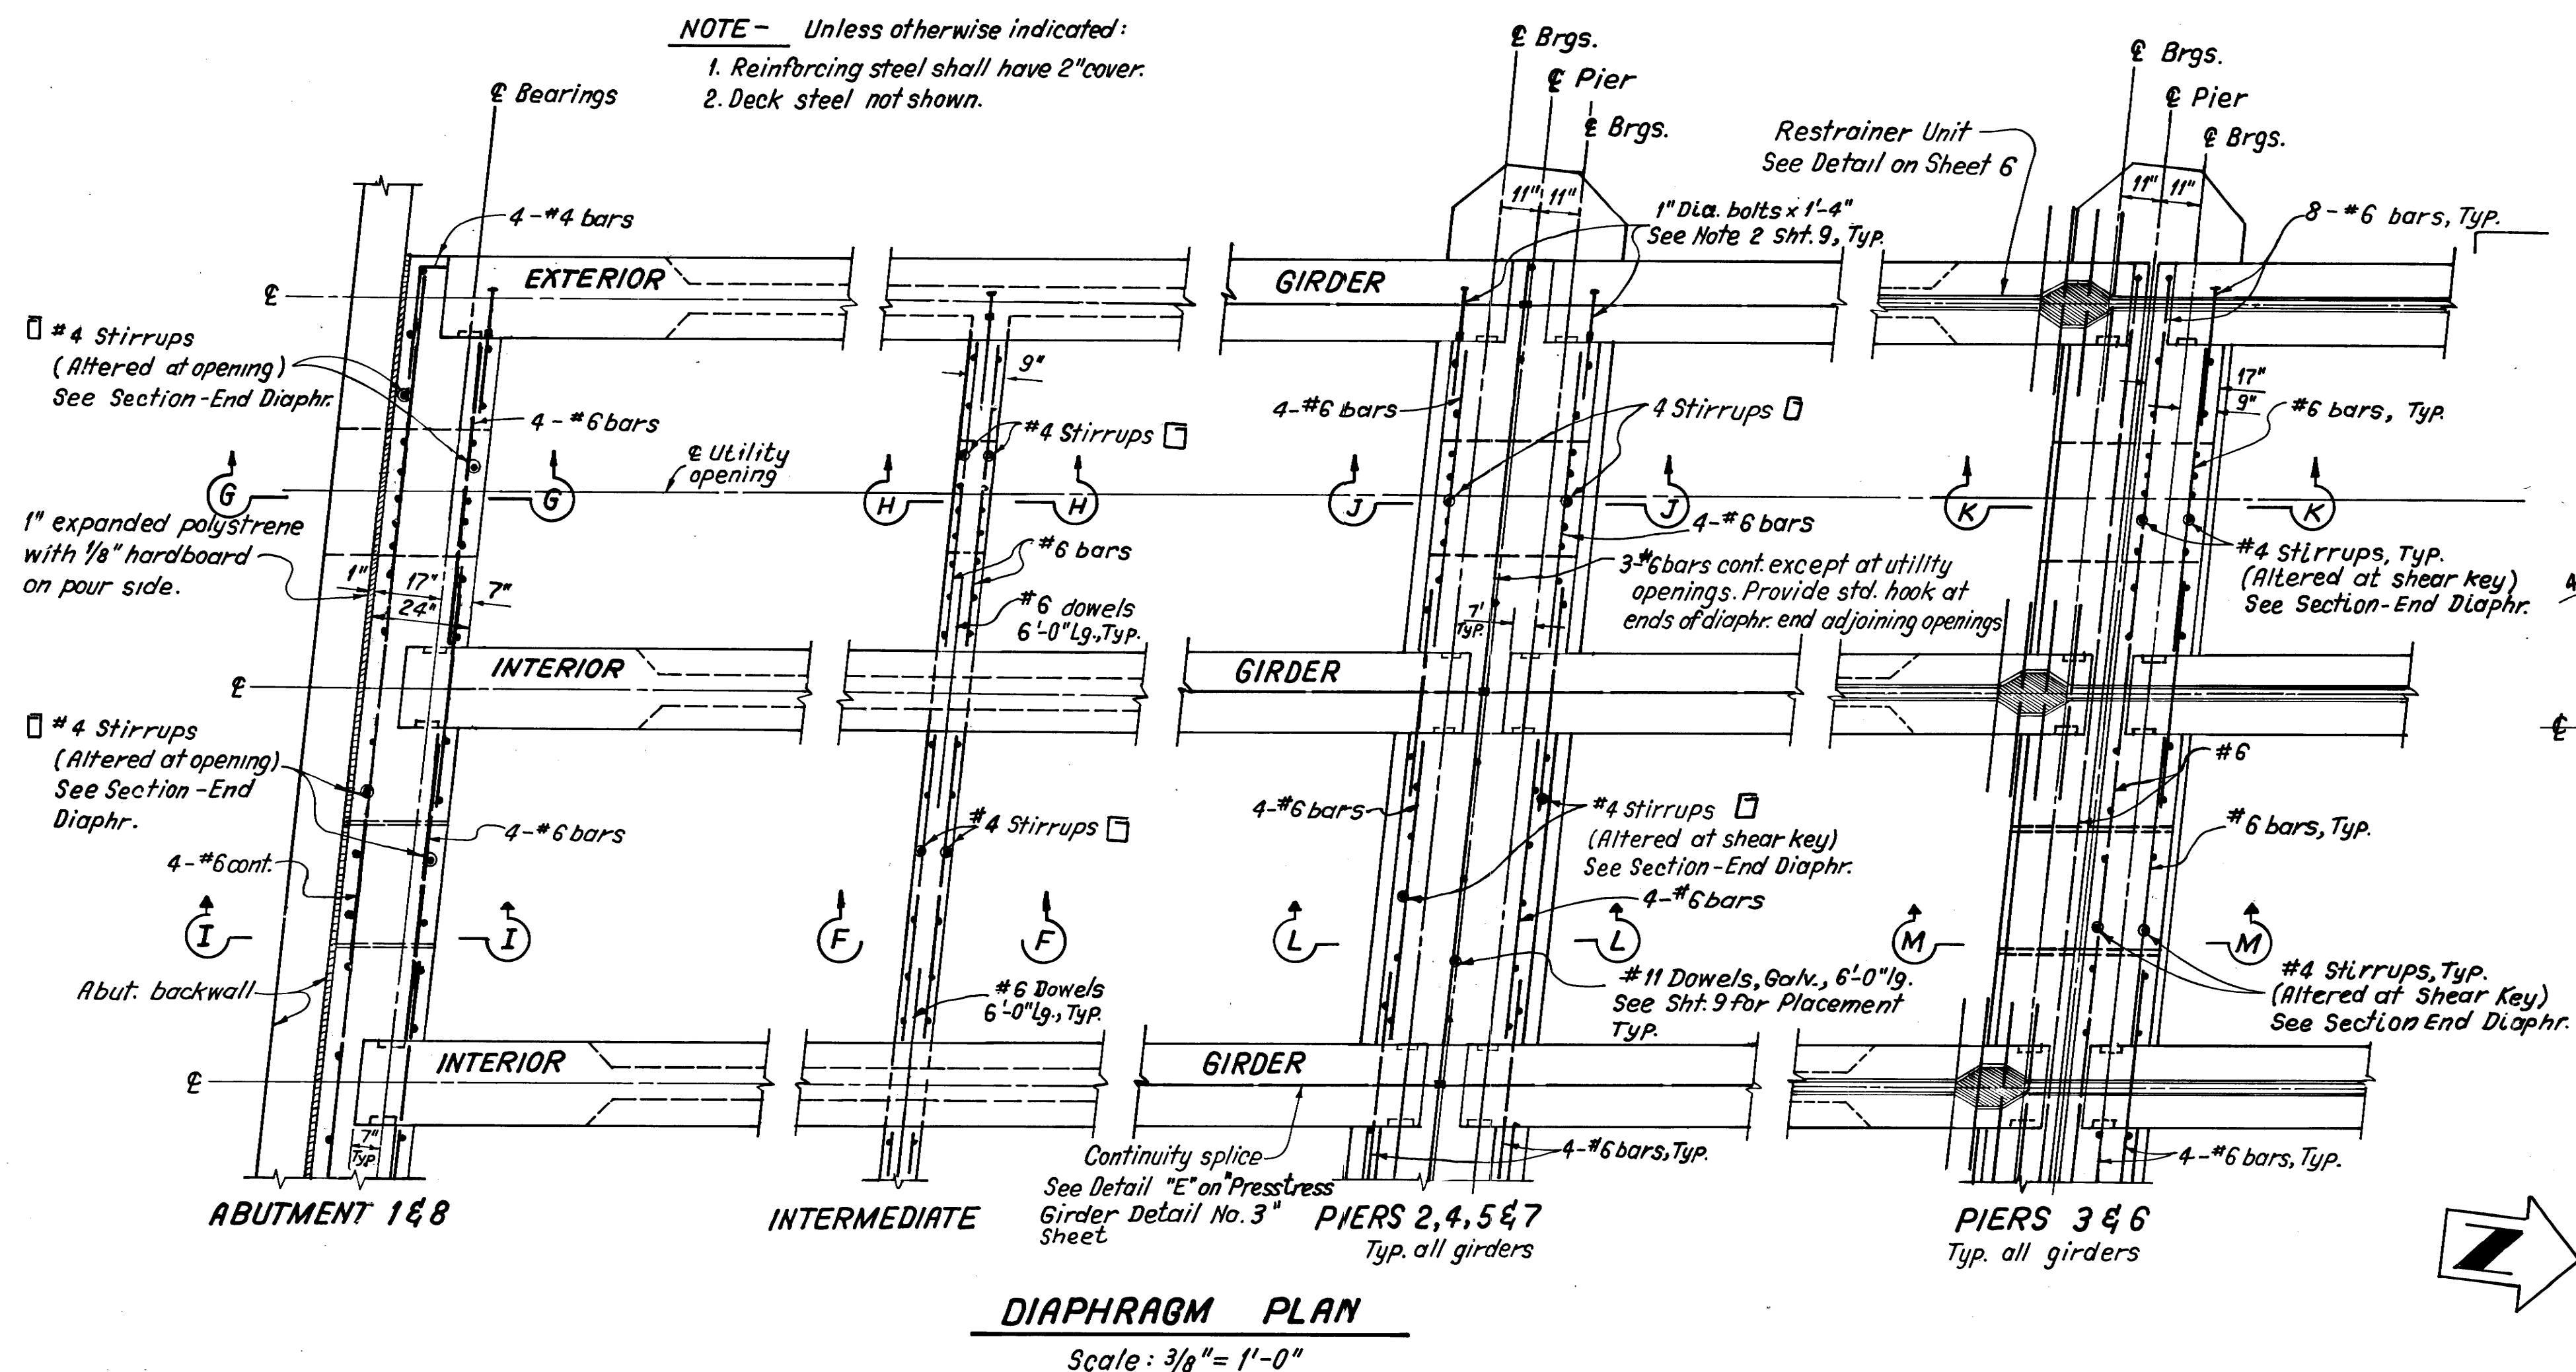 NOTE- Unless otherwise indicated:
1. Reinforcing steel shall have 2" cover.
2. Deck steel not shown.
℄ Bearings
℄ Brgs.
℄ Pier
℄ Brgs.
℄ Brgs.
℄ Pier
℄ Brgs.
Restrainer Unit
See Detail on Sheet 6
11" 11"
11" 11"
4-#4 bars
1" Dia. bolts x 1'-4"
See Note 2 Sht. 9, Typ.
8-#6 bars, Typ.
℄
EXTERIOR
GIRDER
#4 Stirrups
(Altered at opening)
See Section-End Diaphr.
9"
17"
9"
4-#6 bars
#4 Stirrups
4-#6 bars
4 Stirrups
#6 bars, Typ.
℄ Utility
opening
G G H H J J K K
1" expanded polystrene
with 1/8" hardboard
on pour side.
1"
17"
24"
7"
#6 bars
#6 dowels
6'-0" Lg., Typ.
4-#6 bars
3-#6 bars cont. except at utility
openings. Provide std. hook at
ends of diaphr. end adjoining openings
7'
Typ.
#4 Stirrups, Typ.
(Altered at shear key)
See Section-End Diaphr.
4
℄
INTERIOR
GIRDER
℄
#4 Stirrups
(Altered at opening)
See Section-End
Diaphr.
4-#6 bars
4-#6 cont.
#4 Stirrups
4-#6 bars
#4 Stirrups
(Altered at shear key)
See Section-End Diaphr.
4-#6 bars
#6
#6 bars, Typ.
I I F F L L M M
Abut. backwall
#6 Dowels
6'-0" Lg., Typ.
#11 Dowels, Galv., 6'-0" lg.
See Sht. 9 for Placement
Typ.
#4 Stirrups, Typ.
(Altered at Shear Key)
See Section End Diaphr.
℄
INTERIOR
GIRDER
7"
Typ
Continuity splice
See Detail "E" on "Presstress
Girder Detail No. 3"
Sheet
4-#6 bars, Typ.
4-#6 bars, Typ.
ABUTMENT 1 & 8
INTERMEDIATE
PIERS 2, 4, 5 & 7
Typ. all girders
PIERS 3 & 6
Typ. all girders
Z
DIAPHRAGM PLAN
Scale: 3/8" = 1'-0"